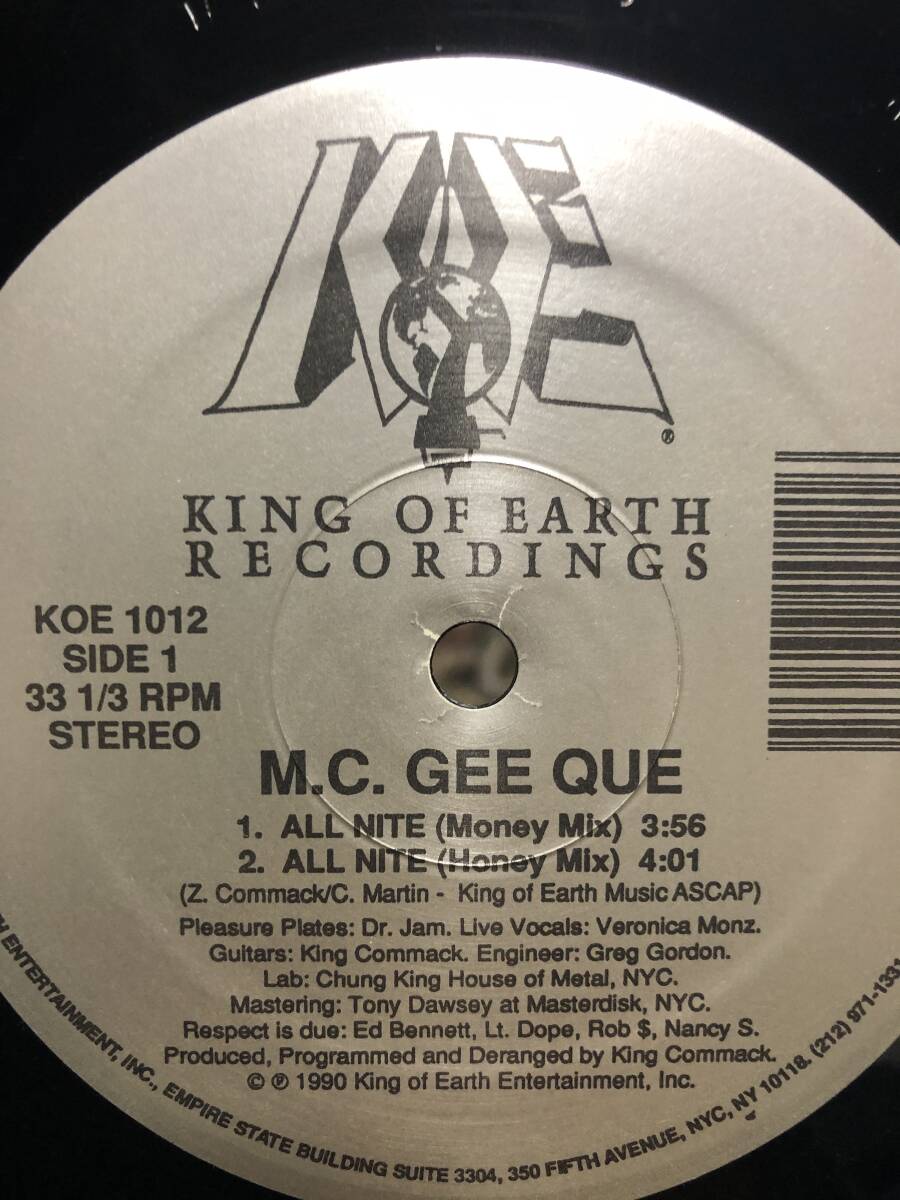 KOE
®
KING OF EARTH
RECORDINGS
KOE 1012
SIDE 1
33 1/3 RPM
STEREO
M.C. GEE QUE
1. ALL NITE (Money Mix) 3:56
2. ALL NITE (Honey Mix) 4:01
(Z. Commack/C. Martin - King of Earth Music ASCAP)
Pleasure Plates: Dr. Jam. Live Vocals: Veronica Monz.
Guitars: King Commack. Engineer: Greg Gordon.
Lab: Chung King House of Metal, NYC.
Mastering: Tony Dawsey at Masterdisk, NYC.
Respect is due: Ed Bennett, Lt. Dope, Rob $, Nancy S.
Produced, Programmed and Deranged by King Commack.
© ℗ 1990 King of Earth Entertainment, Inc.
ENTERTAINMENT, INC., EMPIRE STATE BUILDING SUITE 3304, 350 FIFTH AVENUE, NYC, NY 10118. (212) 971-1331